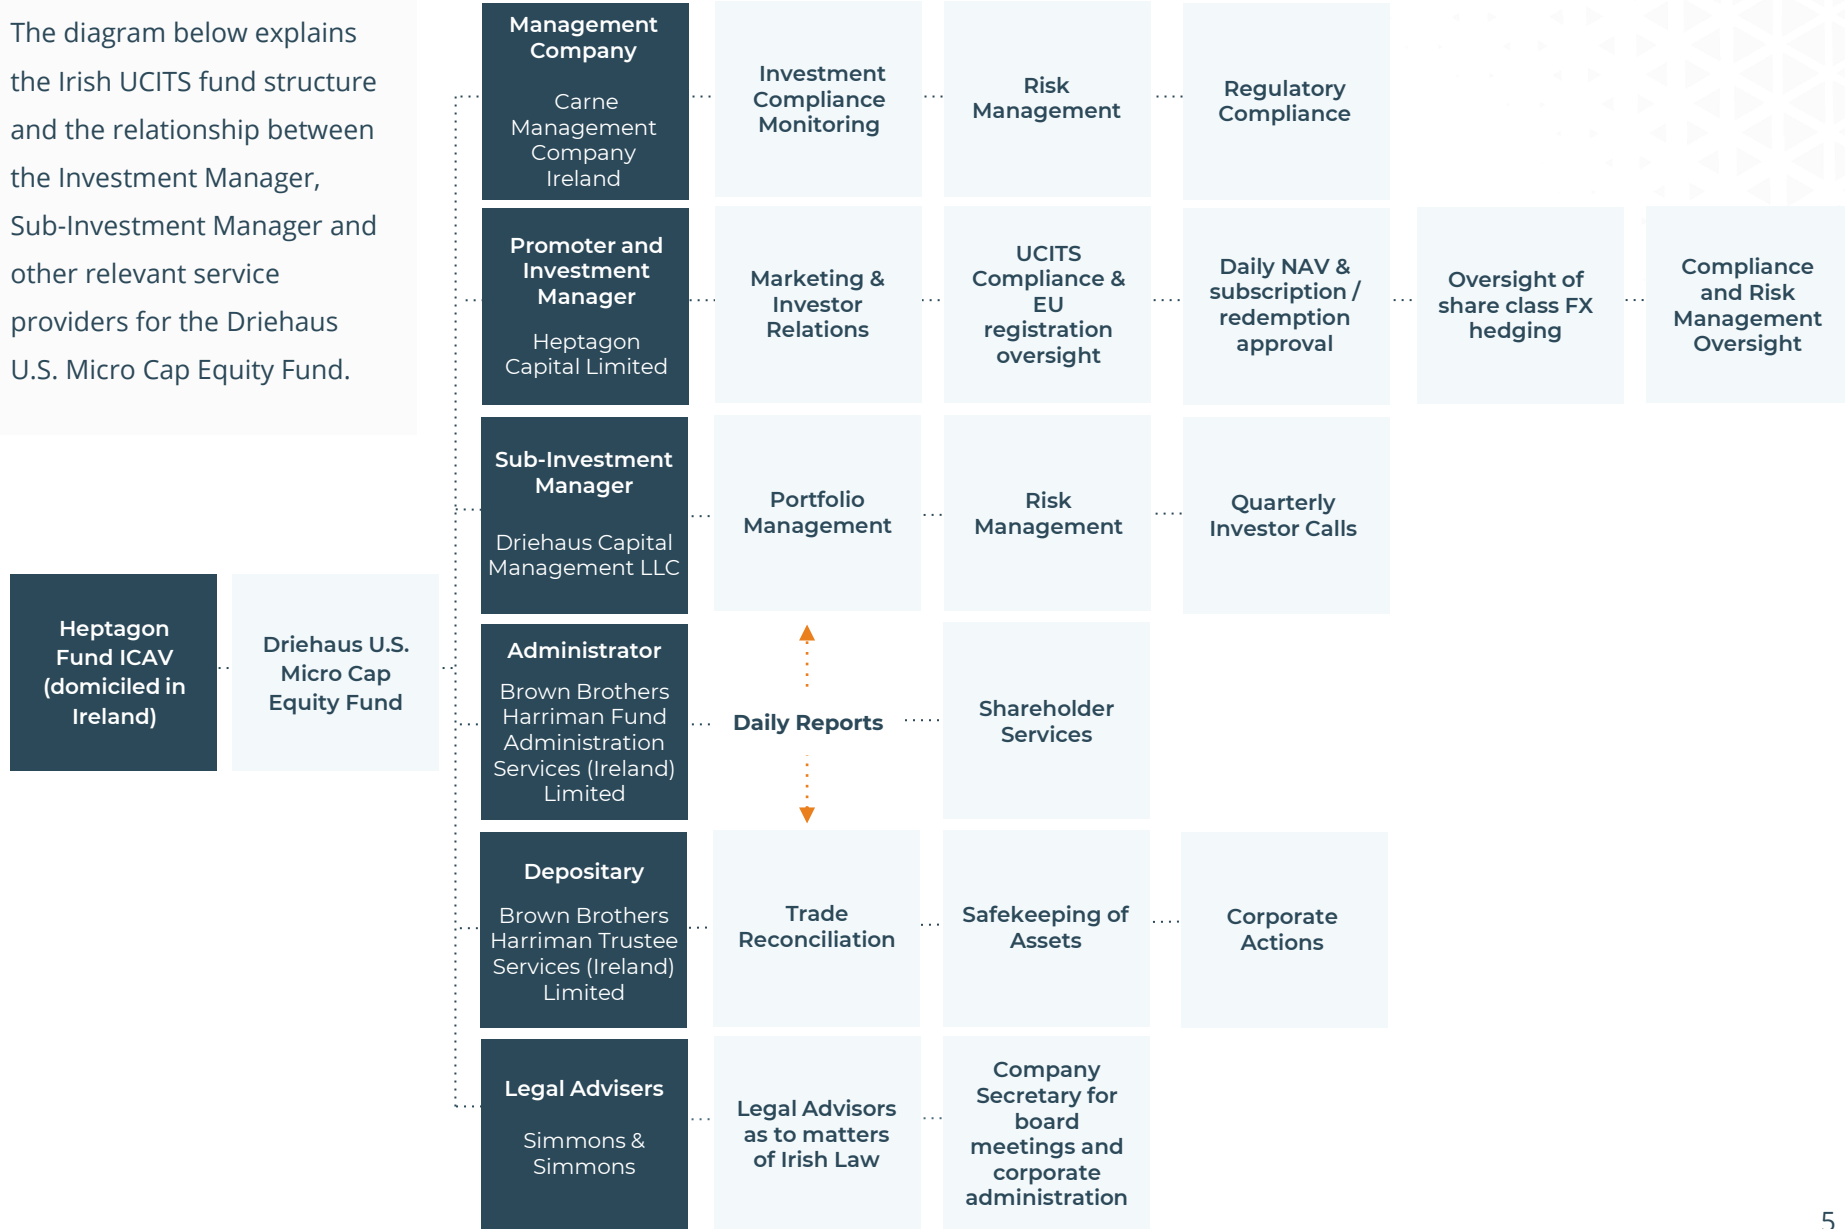 The diagram below explains
the Irish UCITS fund structure
and the relationship between
the Investment Manager,
Sub-Investment Manager and
other relevant service
providers for the Driehaus
U.S. Micro Cap Equity Fund.
Heptagon
Fund ICAV
(domiciled in
Ireland)
Driehaus U.S.
Micro Cap
Equity Fund
Management
Company
Carne
Management
Company
Ireland
Investment
Compliance
Monitoring
Risk
Management
Regulatory
Compliance
Promoter and
Investment
Manager
Heptagon
Capital Limited
Marketing &
Investor
Relations
UCITS
Compliance &
EU
registration
oversight
Daily NAV &
subscription /
redemption
approval
Oversight of
share class FX
hedging
Compliance
and Risk
Management
Oversight
Sub-Investment
Manager
Driehaus Capital
Management LLC
Portfolio
Management
Risk
Management
Quarterly
Investor Calls
Administrator
Brown Brothers
Harriman Fund
Administration
Services (Ireland)
Limited
Daily Reports
Shareholder
Services
Depositary
Brown Brothers
Harriman Trustee
Services (Ireland)
Limited
Trade
Reconciliation
Safekeeping of
Assets
Corporate
Actions
Legal Advisers
Simmons &
Simmons
Legal Advisors
as to matters
of Irish Law
Company
Secretary for
board
meetings and
corporate
administration
5